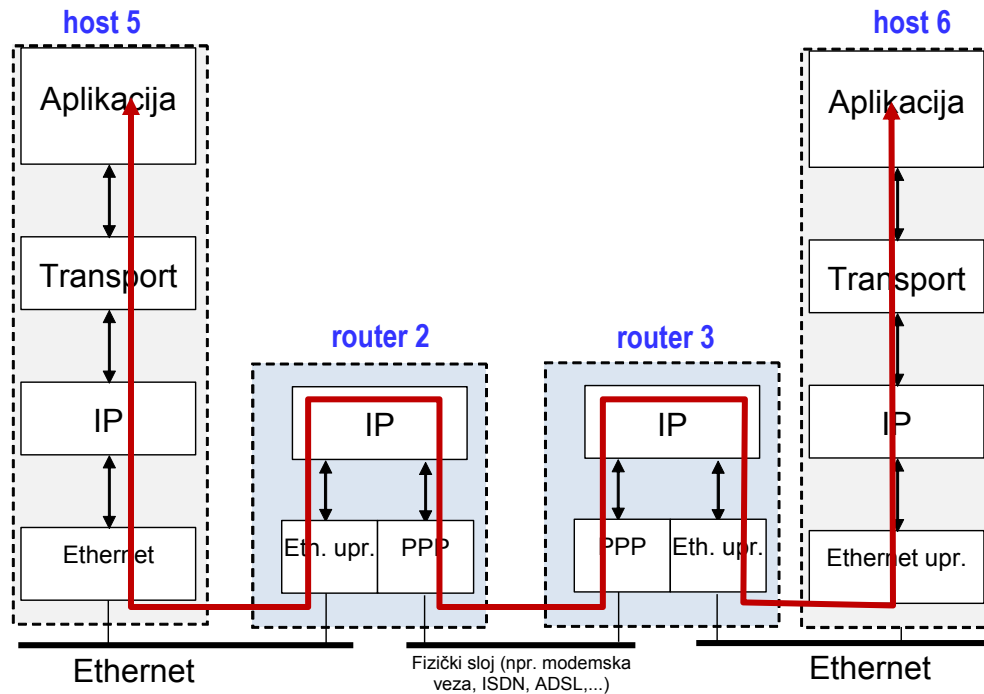 host 5
host 6
Aplikacija
Aplikacija
Transport
Transport
router 2
router 3
IP
IP
IP
IP
Ethernet
Eth. upr.
PPP
PPP
Eth. upr.
Ethernet upr.
Ethernet
Fizički sloj (npr. modemska
veza, ISDN, ADSL,...)
Ethernet